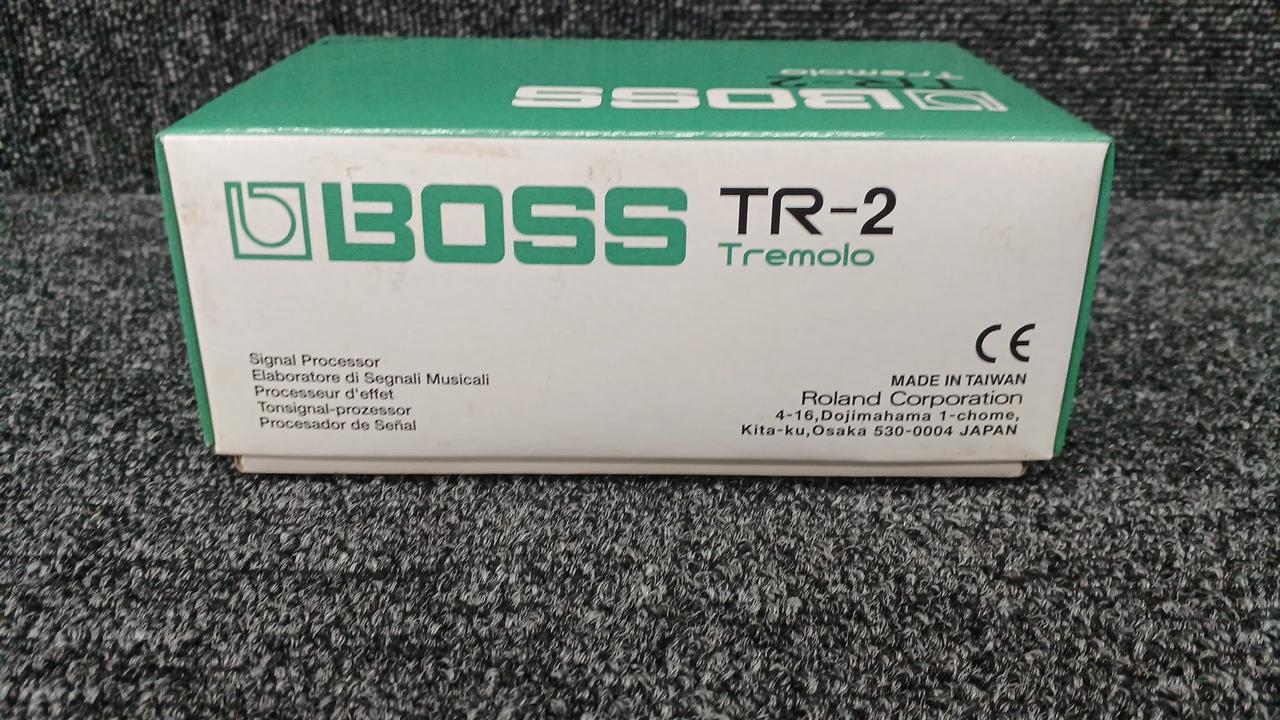 BOSS
TR-2
Tremolo
BOSS TR-2
Tremolo
Signal Processor
Elaboratore di Segnali Musicali
Processeur d'effet
Tonsignal-prozessor
Procesador de Señal
CE
MADE IN TAIWAN
Roland Corporation
4-16,Dojimahama 1-chome,
Kita-ku,Osaka 530-0004 JAPAN